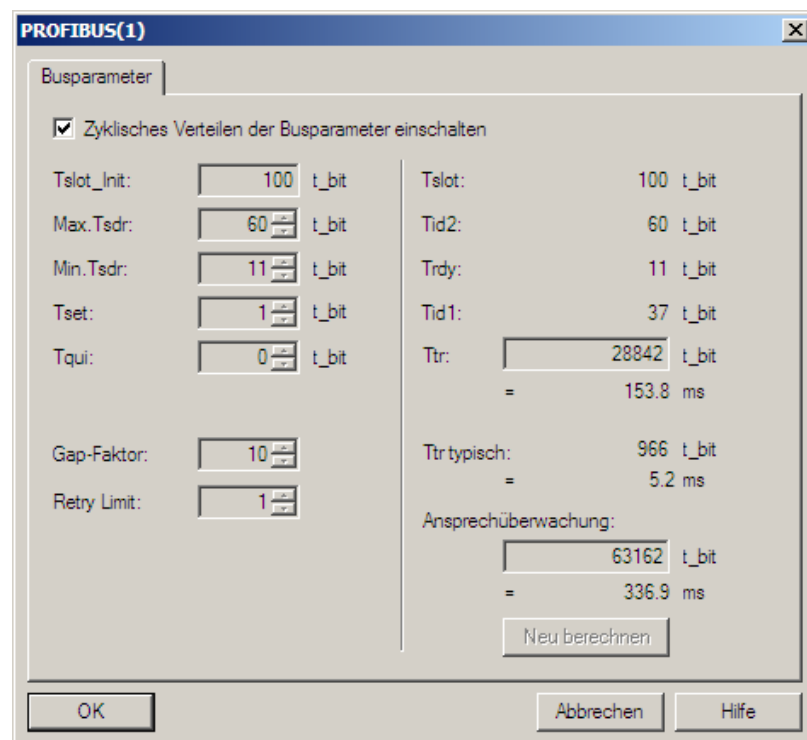 PROFIBUS(1)
Busparameter
Zyklisches Verteilen der Busparameter einschalten
Tslot_Init: 100 t_bit
Max.Tsdr: 60 t_bit
Min.Tsdr: 11 t_bit
Tset: 1 t_bit
Tqui: 0 t_bit
Gap-Faktor: 10
Retry Limit: 1
Tslot: 100 t_bit
Tid2: 60 t_bit
Trdy: 11 t_bit
Tid1: 37 t_bit
Ttr: 28842 t_bit
= 153.8 ms
Ttr typisch: 966 t_bit
= 5.2 ms
Ansprechüberwachung:
63162 t_bit
= 336.9 ms
Neu berechnen
OK Abbrechen Hilfe